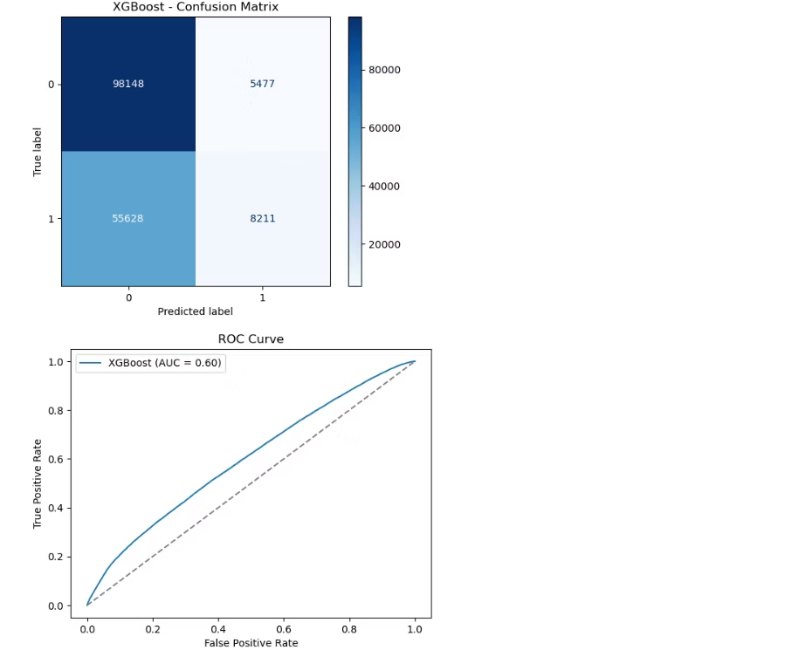 XGBoost - Confusion Matrix
0
98148
5477
1
55628
8211
True label
0
1
Predicted label
80000
60000
40000
20000
ROC Curve
XGBoost (AUC = 0.60)
True Positive Rate
1.0
0.8
0.6
0.4
0.2
0.0
0.0 0.2 0.4 0.6 0.8 1.0
False Positive Rate